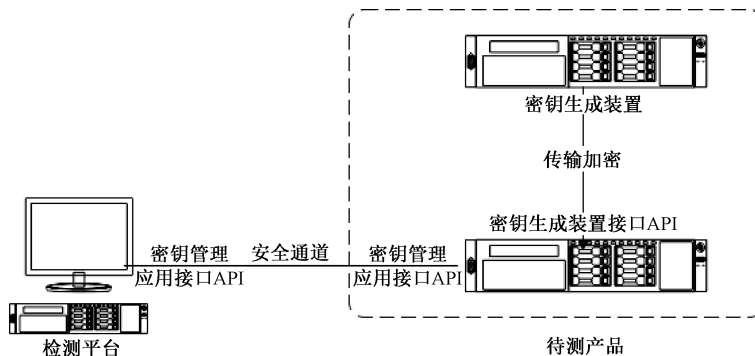 密钥生成装置
传输加密
密钥生成装置接口API
密钥管理
应用接口API
安全通道
密钥管理
应用接口API
检测平台
待测产品